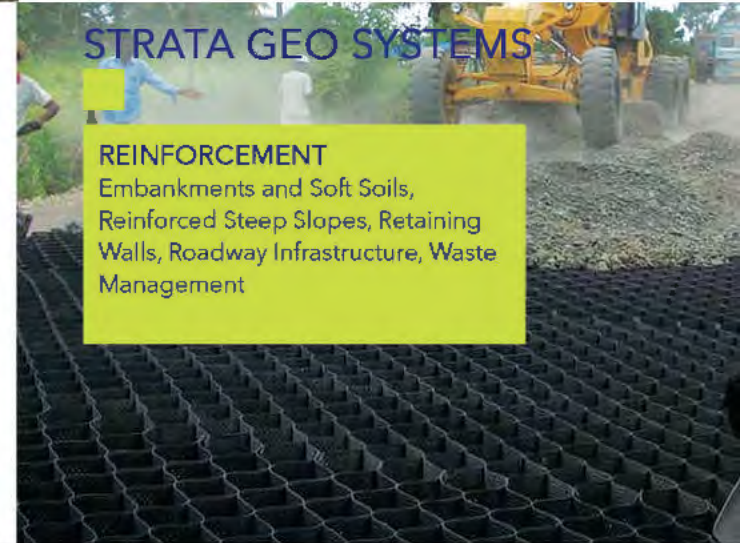 STRATA GEO SYSTEMS
REINFORCEMENT
Embankments and Soft Soils,
Reinforced Steep Slopes, Retaining
Walls, Roadway Infrastructure, Waste
Management